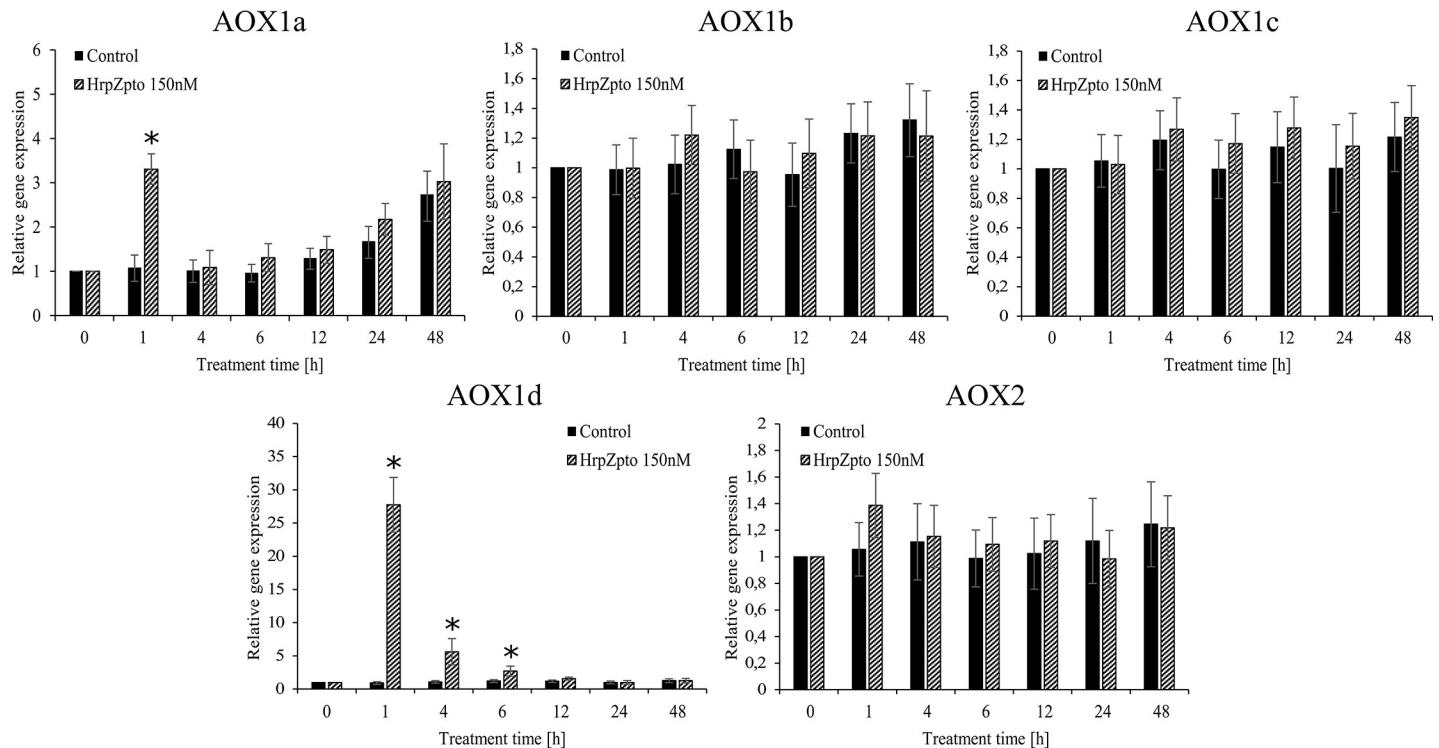 AOX1a
Control
HrpZpto 150nM
Relative gene expression
6
5
4
3
2
1
0
*
0 1 4 6 12 24 48
Treatment time [h]
AOX1b
Control
HrpZpto 150nM
Relative gene expression
1,8
1,6
1,4
1,2
1
0,8
0,6
0,4
0,2
0
0 1 4 6 12 24 48
Treatment time [h]
AOX1c
Control
HrpZpto 150nM
Relative gene expression
1,8
1,6
1,4
1,2
1
0,8
0,6
0,4
0,2
0
0 1 4 6 12 24 48
Treatment time [h]
AOX1d
Control
HrpZpto 150nM
Relative gene expression
40
35
30
25
20
15
10
5
0
*
*
*
0 1 4 6 12 24 48
Treatment time [h]
AOX2
Control
HrpZpto 150nM
Relative gene expression
2
1,8
1,6
1,4
1,2
1
0,8
0,6
0,4
0,2
0
0 1 4 6 12 24 48
Treatment time [h]